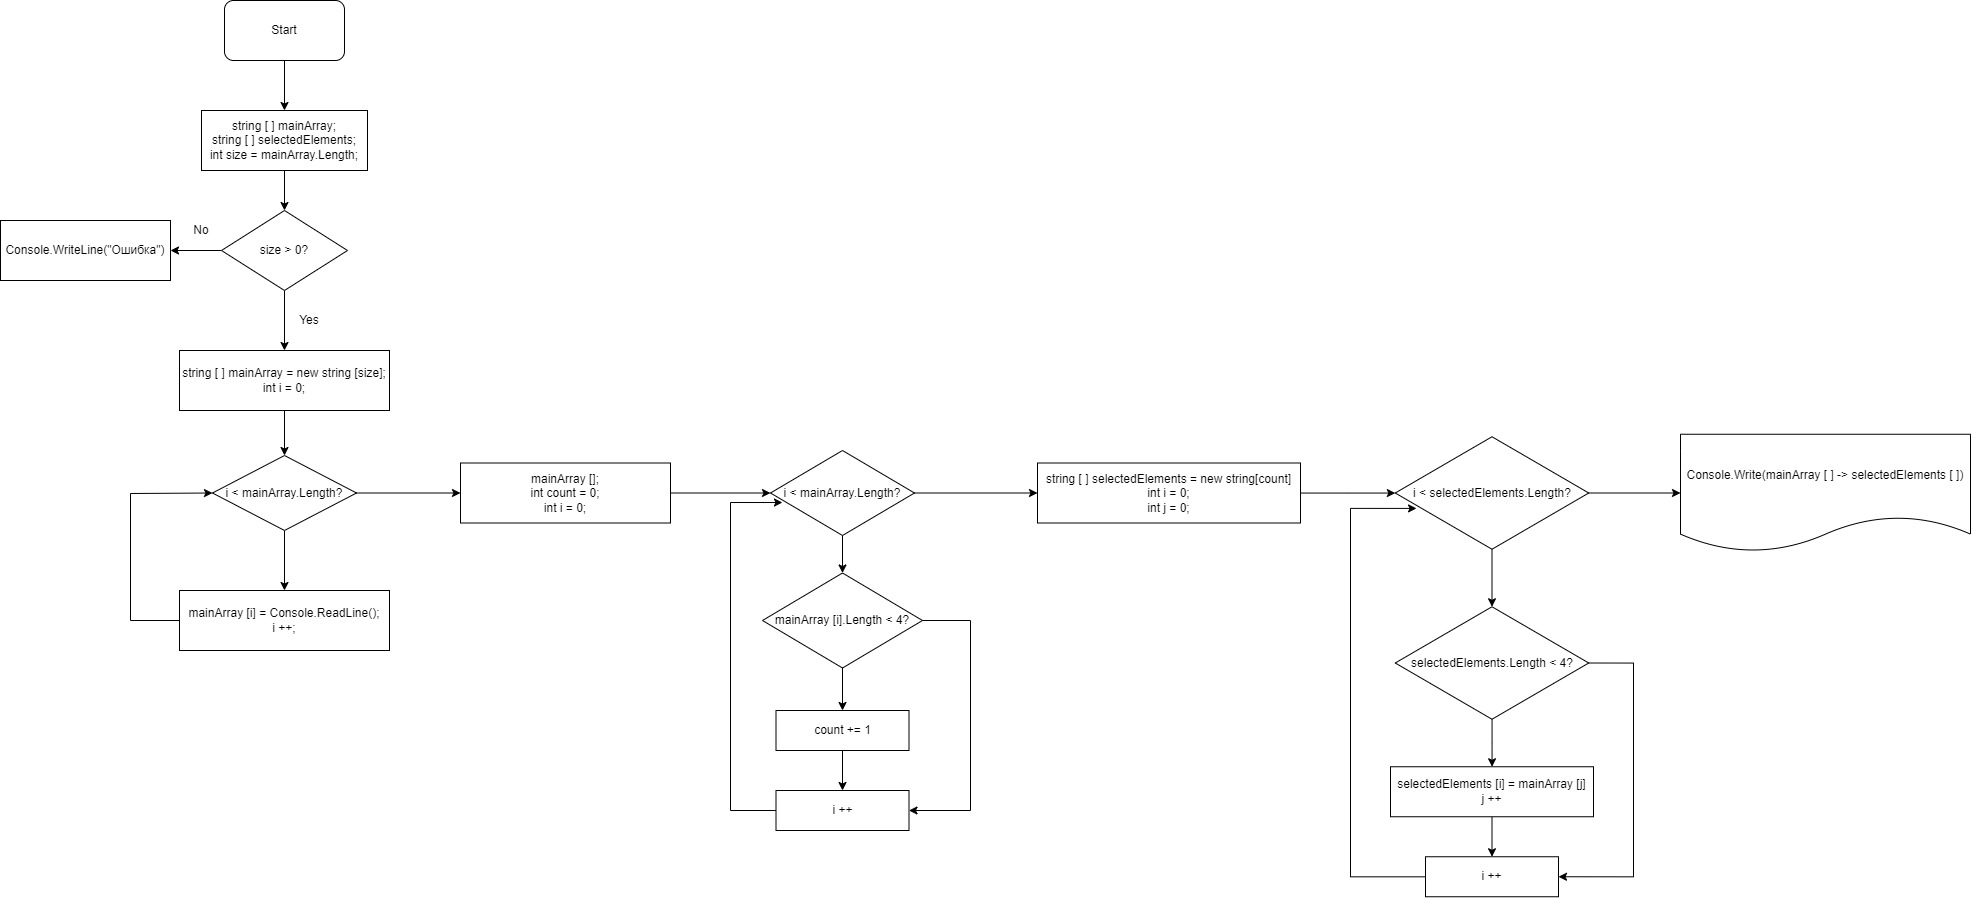 Start
string [ ] mainArray;
string [ ] selectedElements;
int size = mainArray.Length;
No
Console.WriteLine("Ошибка")
size > 0?
Yes
string [ ] mainArray = new string [size];
int i = 0;
i < mainArray.Length?
mainArray [i] = Console.ReadLine();
i ++;
mainArray [];
int count = 0;
int i = 0;
i < mainArray.Length?
mainArray [i].Length < 4?
count += 1
i ++
string [ ] selectedElements = new string[count]
int i = 0;
int j = 0;
i < selectedElements.Length?
selectedElements.Length < 4?
selectedElements [i] = mainArray [j]
j ++
i ++
Console.Write(mainArray [ ] -> selectedElements [ ])